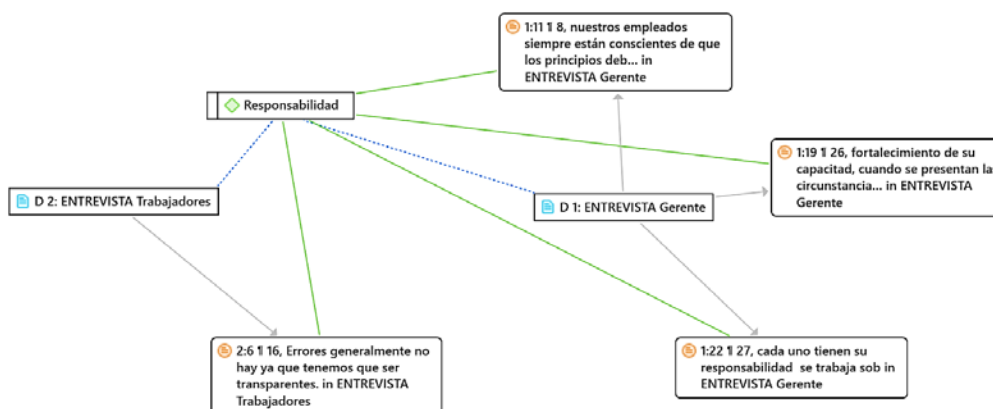 1:11 ¶ 8, nuestros empleados
siempre están conscientes de que
los principios deb... in
ENTREVISTA Gerente
Responsabilidad
1:19 ¶ 26, fortalecimiento de su
capacitad, cuando se presentan la
circunstancia... in ENTREVISTA
Gerente
D 2: ENTREVISTA Trabajadores
D 1: ENTREVISTA Gerente
2:6 ¶ 16, Errores generalmente no
hay ya que tenemos que ser
transparentes. in ENTREVISTA
Trabajadores
1:22 ¶ 27, cada uno tienen su
responsabilidad se trabaja sob in
ENTREVISTA Gerente